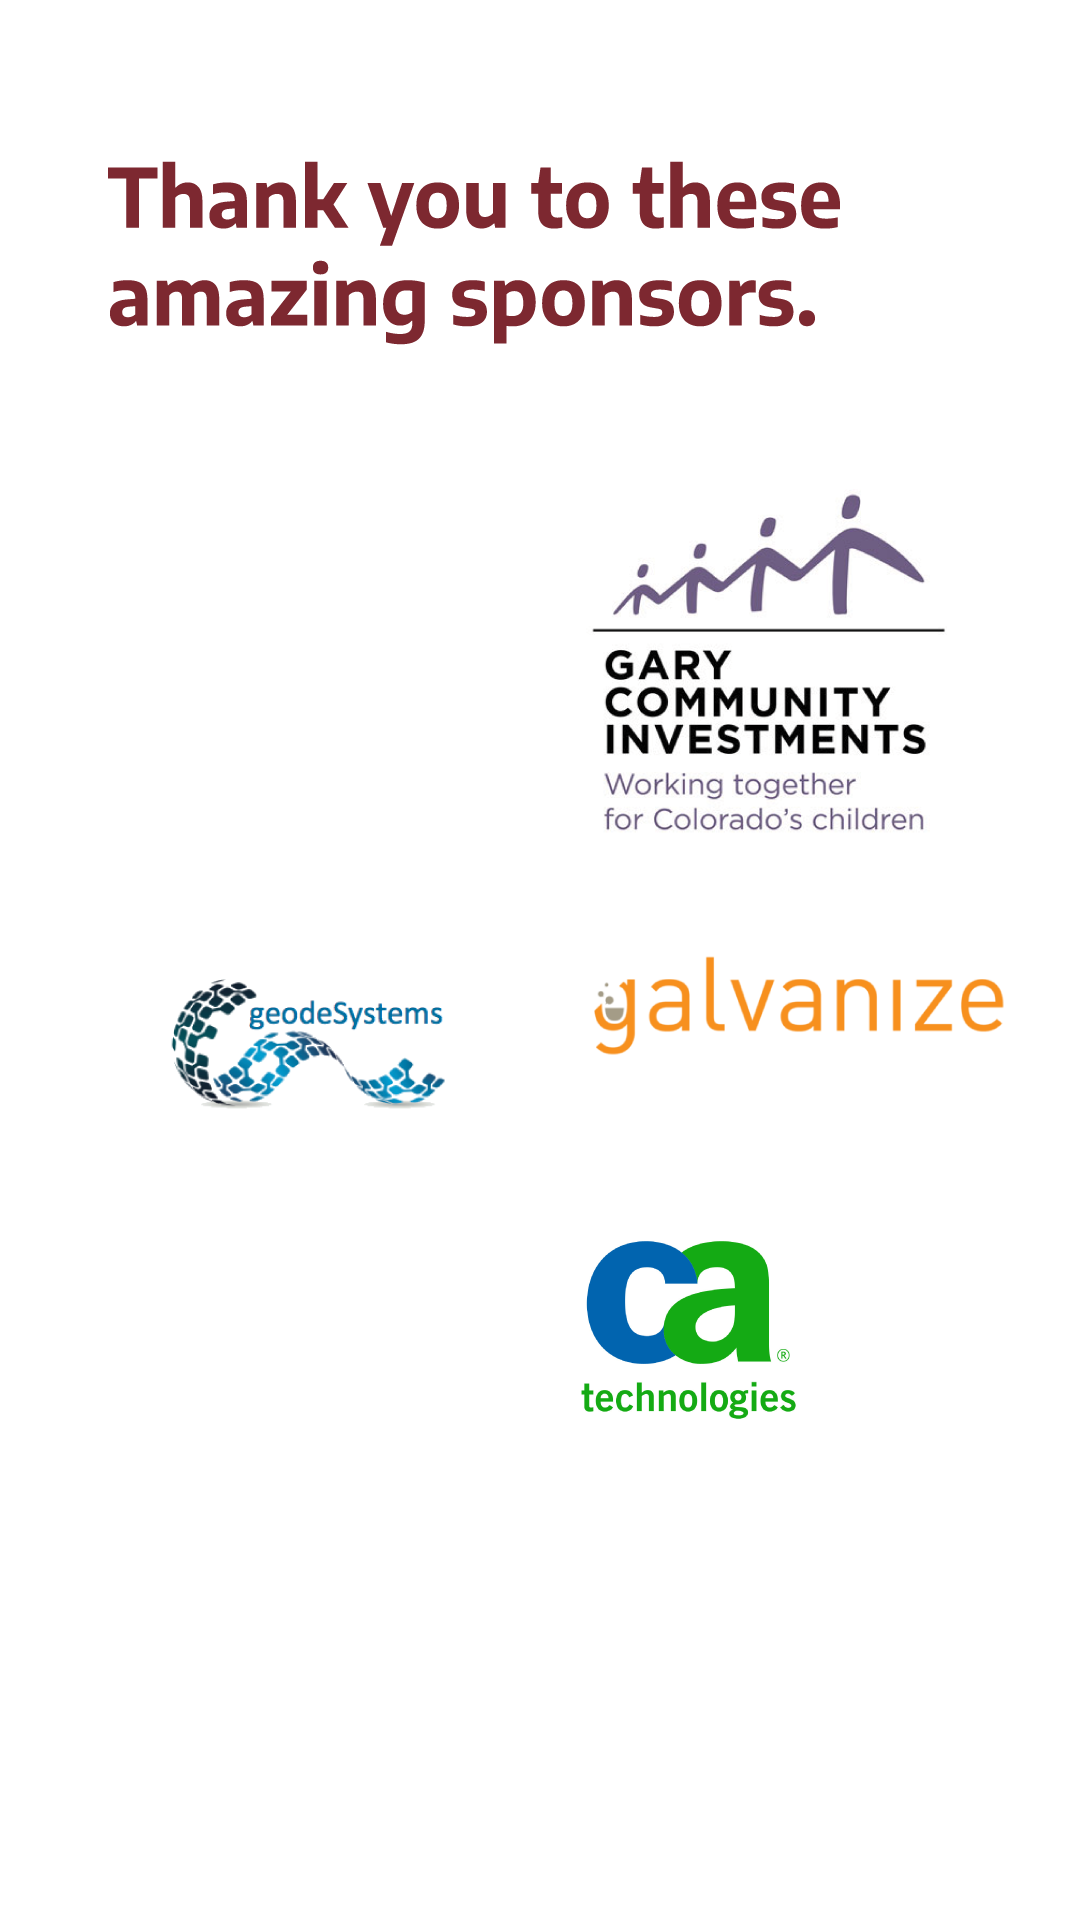 Thank you to these
amazing sponsors.
GARY
COMMUNITY
INVESTMENTS
Working together
for Colorado's children
geodeSystems
galvanize
ca®
technologies